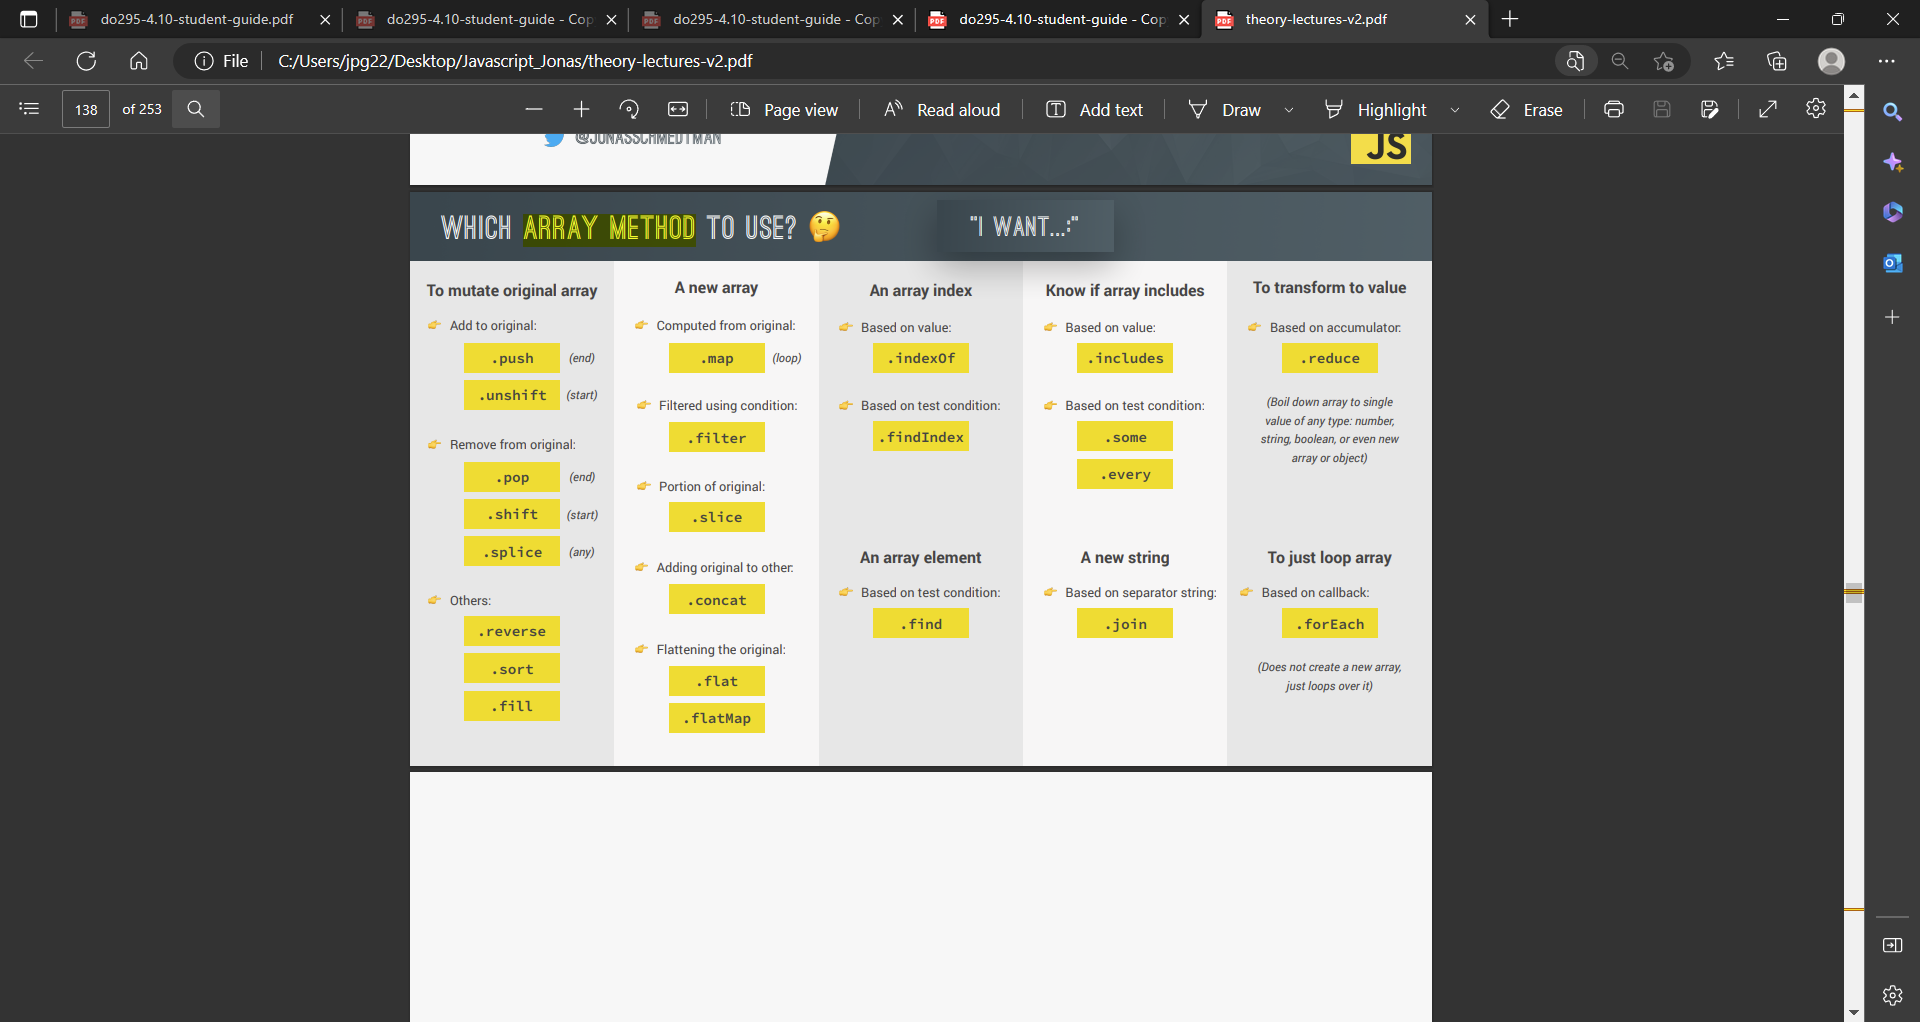 do295-4.10-student-guide.pdf
do295-4.10-student-guide - Cop
do295-4.10-student-guide - Cop
do295-4.10-student-guide - Cop
theory-lectures-v2.pdf
File
C:/Users/jpg22/Desktop/Javascript_Jonas/theory-lectures-v2.pdf
138 of 253
Page view
Read aloud
Add text
Draw
Highlight
Erase
@JONASSCHMEDTMAN
JS
WHICH ARRAY METHOD TO USE? 🤔
"I WANT...:"
To mutate original array
👉 Add to original:
.push (end)
.unshift (start)
👉 Remove from original:
.pop (end)
.shift (start)
.splice (any)
👉 Others:
.reverse
.sort
.fill
A new array
👉 Computed from original:
.map (loop)
👉 Filtered using condition:
.filter
👉 Portion of original:
.slice
👉 Adding original to other:
.concat
👉 Flattening the original:
.flat
.flatMap
An array index
👉 Based on value:
.indexOf
👉 Based on test condition:
.findIndex
An array element
👉 Based on test condition:
.find
Know if array includes
👉 Based on value:
.includes
👉 Based on test condition:
.some
.every
A new string
👉 Based on separator string:
.join
To transform to value
👉 Based on accumulator:
.reduce
(Boil down array to single
value of any type: number,
string, boolean, or even new
array or object)
To just loop array
👉 Based on callback:
.forEach
(Does not create a new array,
just loops over it)